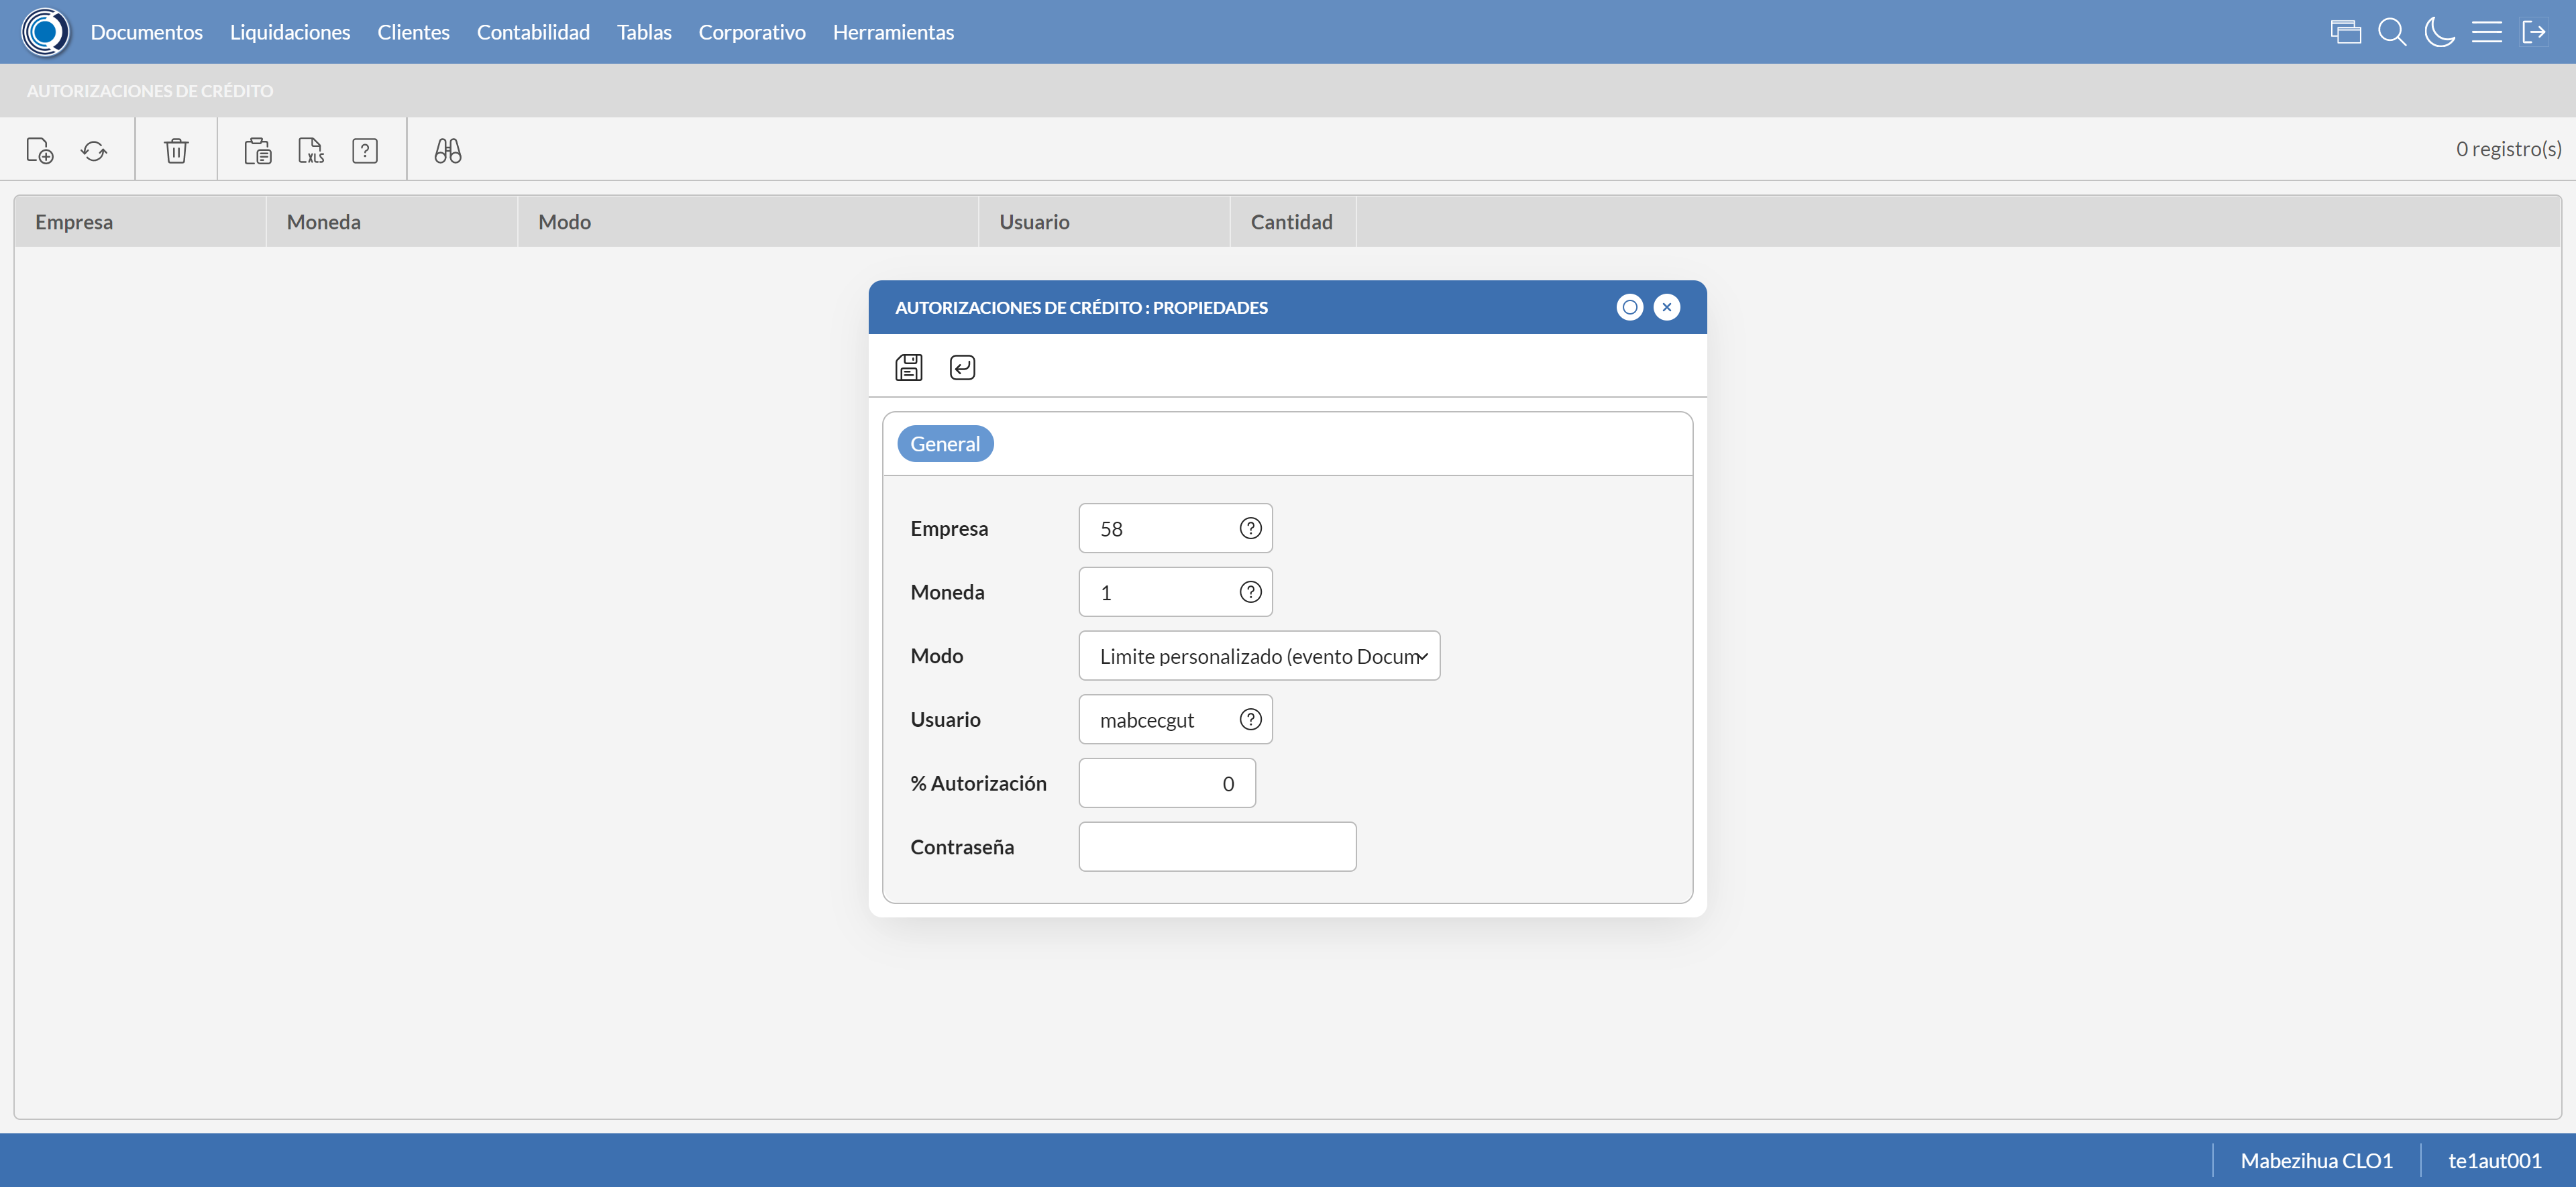 Documentos Liquidaciones Clientes Contabilidad Tablas Corporativo Herramientas
AUTORIZACIONES DE CRÉDITO
XLS ? 0 registro(s)
Empresa Moneda Modo Usuario Cantidad
AUTORIZACIONES DE CRÉDITO : PROPIEDADES
General
Empresa 58 ?
Moneda 1 ?
Modo Limite personalizado (evento Docum
Usuario mabcecgut ?
% Autorización 0
Contraseña
Mabezihua CLO1 te1aut001